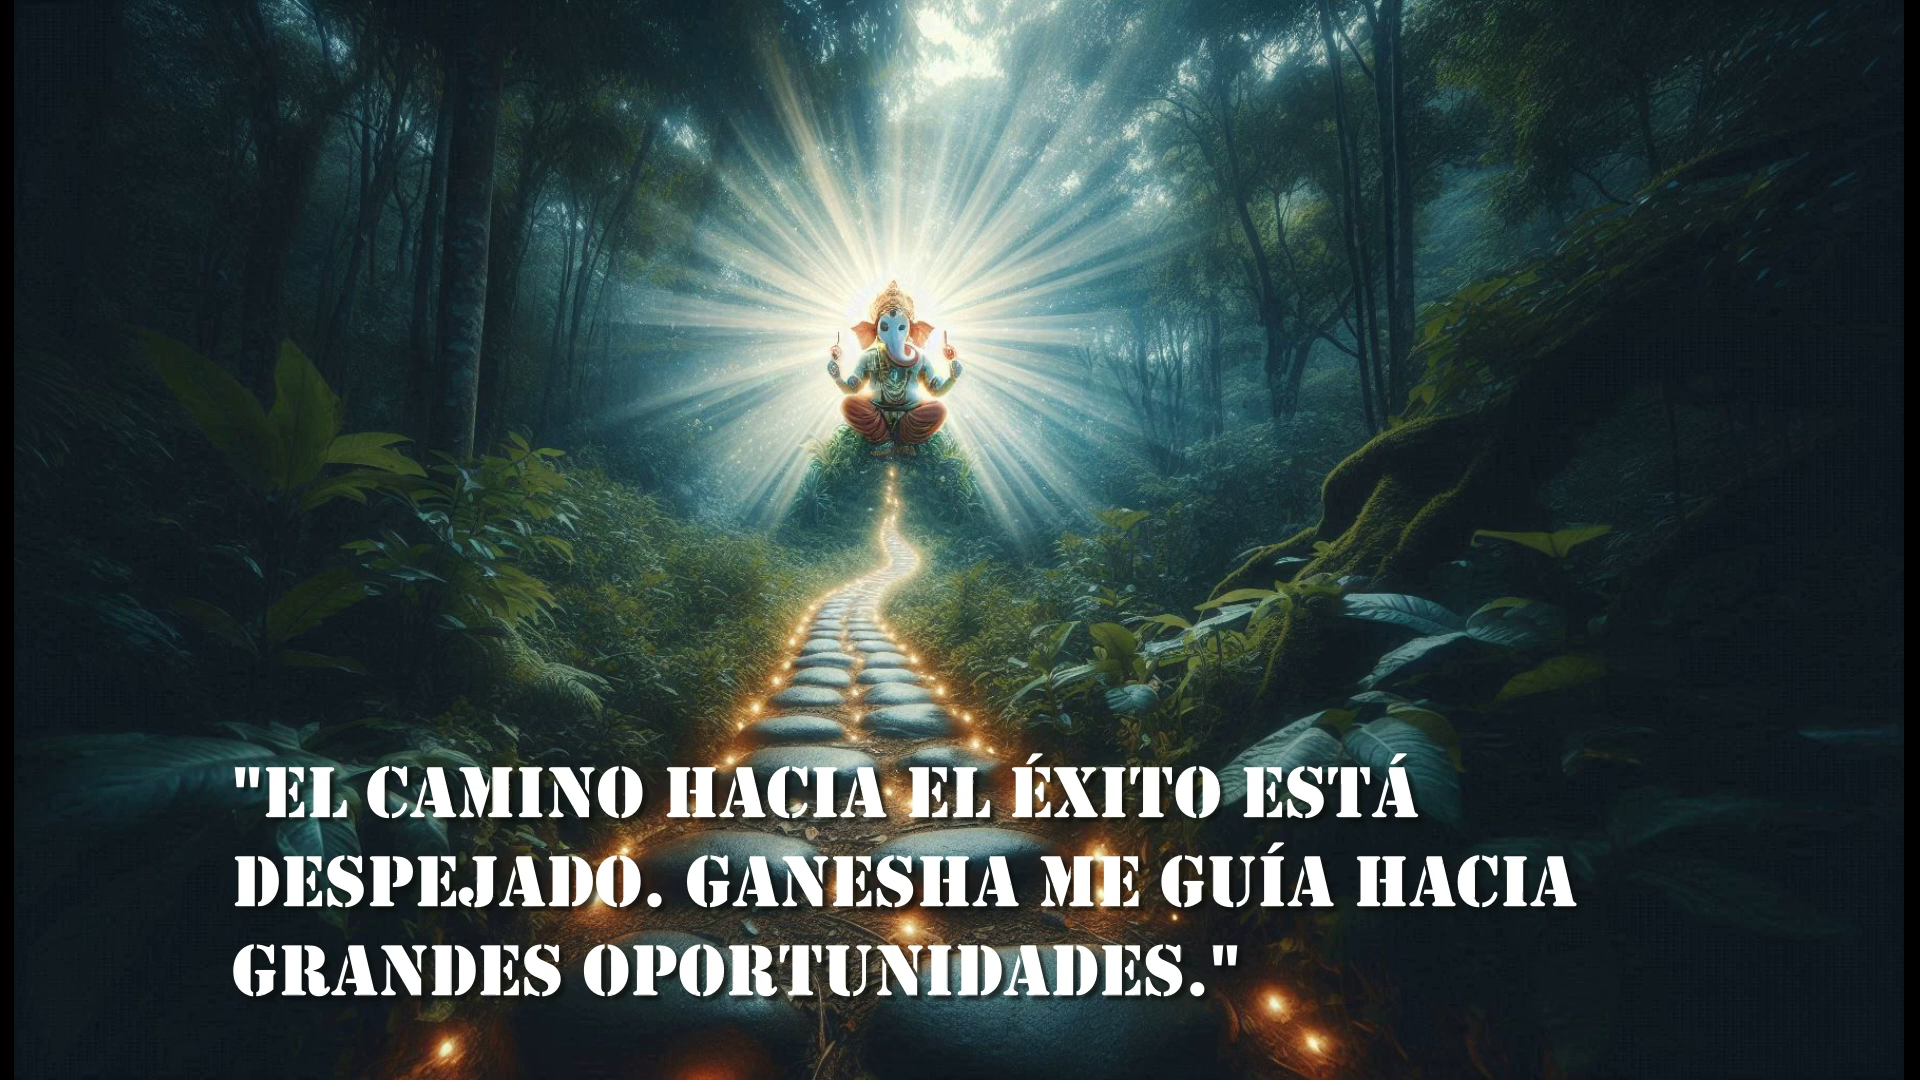 "EL CAMINO HACIA EL ÉXITO ESTÁ
DESPEJADO. GANESHA ME GUÍA HACIA
GRANDES OPORTUNIDADES."